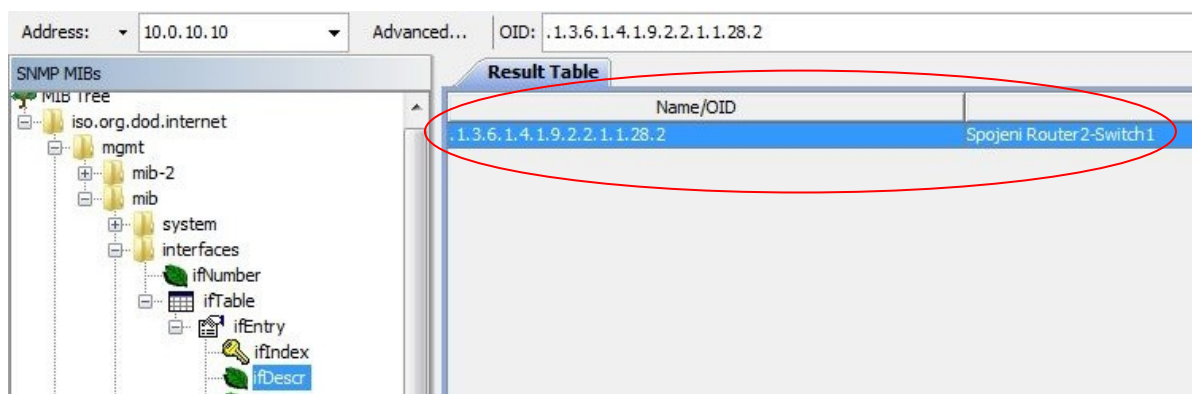 Address: 10.0.10.10 Advanced... OID: .1.3.6.1.4.1.9.2.2.1.1.28.2
SNMP MIBs
Result Table
MIB Tree
Name/OID
iso.org.dod.internet
.1.3.6.1.4.1.9.2.2.1.1.28.2 Spojeni Router2-Switch1
mgmt
mib-2
mib
system
interfaces
ifNumber
ifTable
ifEntry
ifIndex
ifDescr